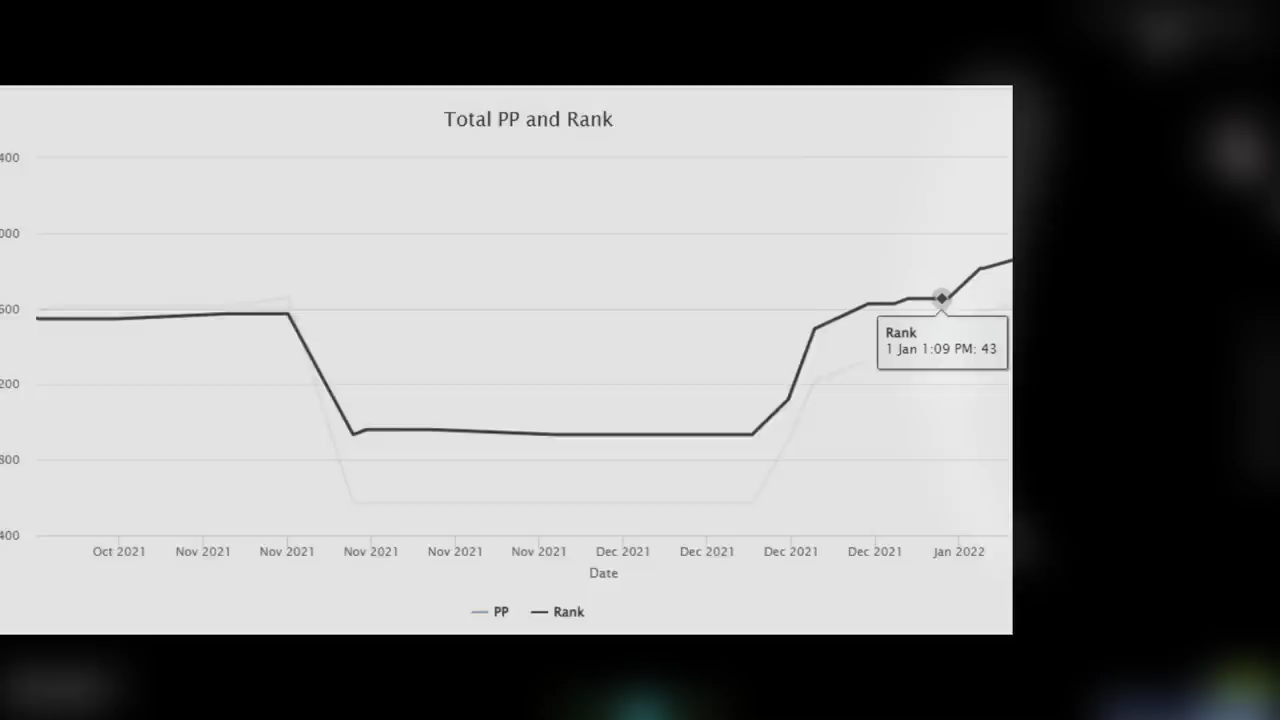 Total PP and Rank
400
000
600
200
800
400
Rank
1 Jan 1:09 PM: 43
Oct 2021 Nov 2021 Nov 2021 Nov 2021 Nov 2021 Nov 2021 Dec 2021 Dec 2021 Dec 2021 Dec 2021 Jan 2022
Date
PP Rank